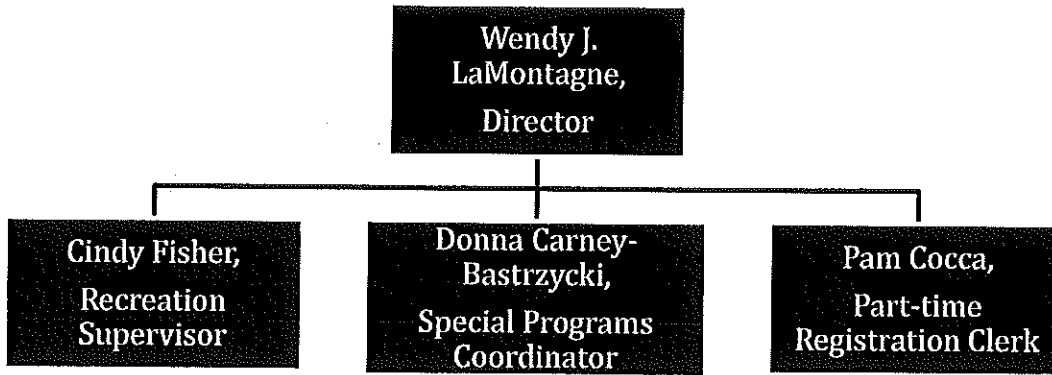 Wendy J.
LaMontagne,
Director
Cindy Fisher,
Recreation
Supervisor
Donna Carney-
Bastrzycki,
Special Programs
Coordinator
Pam Cocca,
Part-time
Registration Clerk